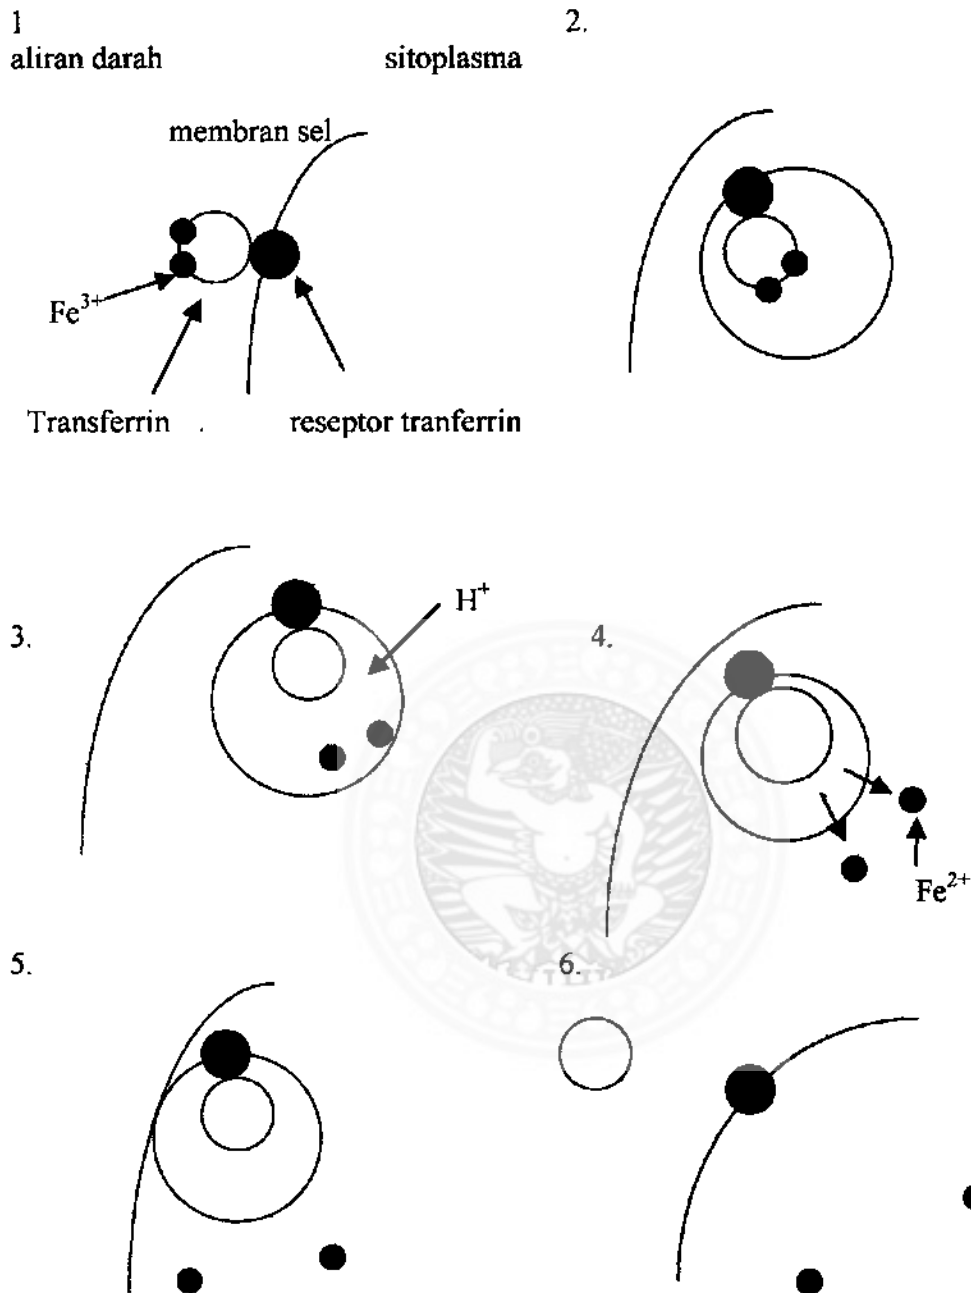 1
2.
aliran darah
sitoplasma
membran sel
Fe³⁺
Transferrin .
reseptor tranferrin
3.
H⁺
4.
Fe²⁺
5.
6.